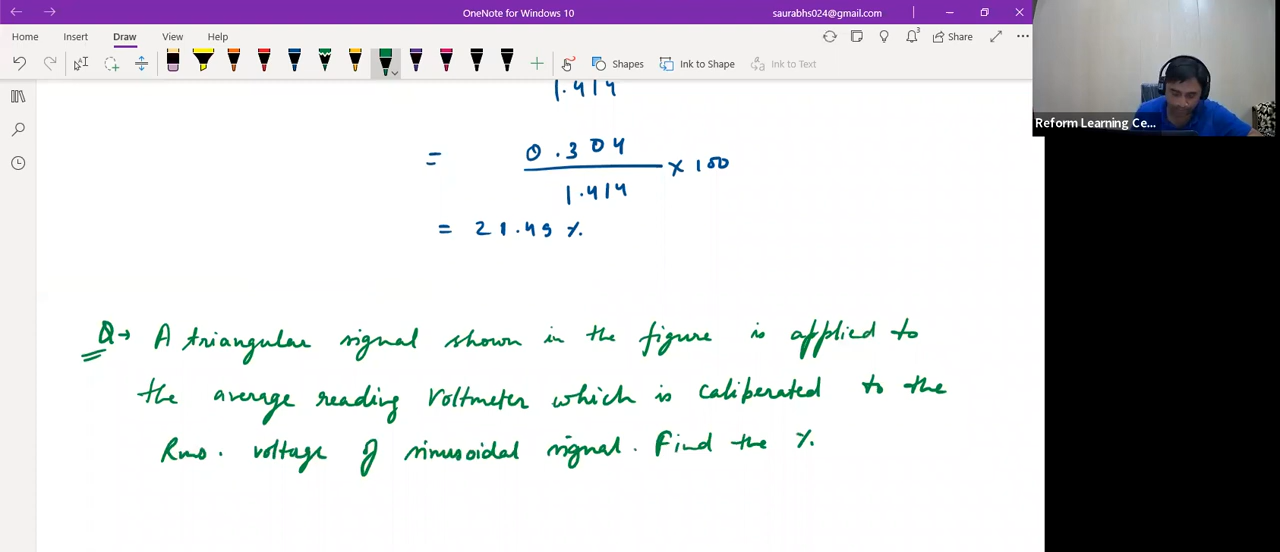 OneNote for Windows 10
saurabhs024@gmail.com
Home Insert Draw View Help
Share
Shapes Ink to Shape Ink to Text
Reform Learning Ce...
1.414
= 0.304
1.414 × 100
= 21.49 %
Q→ A triangular signal shown in the figure is applied to
the average reading Voltmeter which is caliberated to the
Rms. voltage of sinusoidal signal. Find the %.